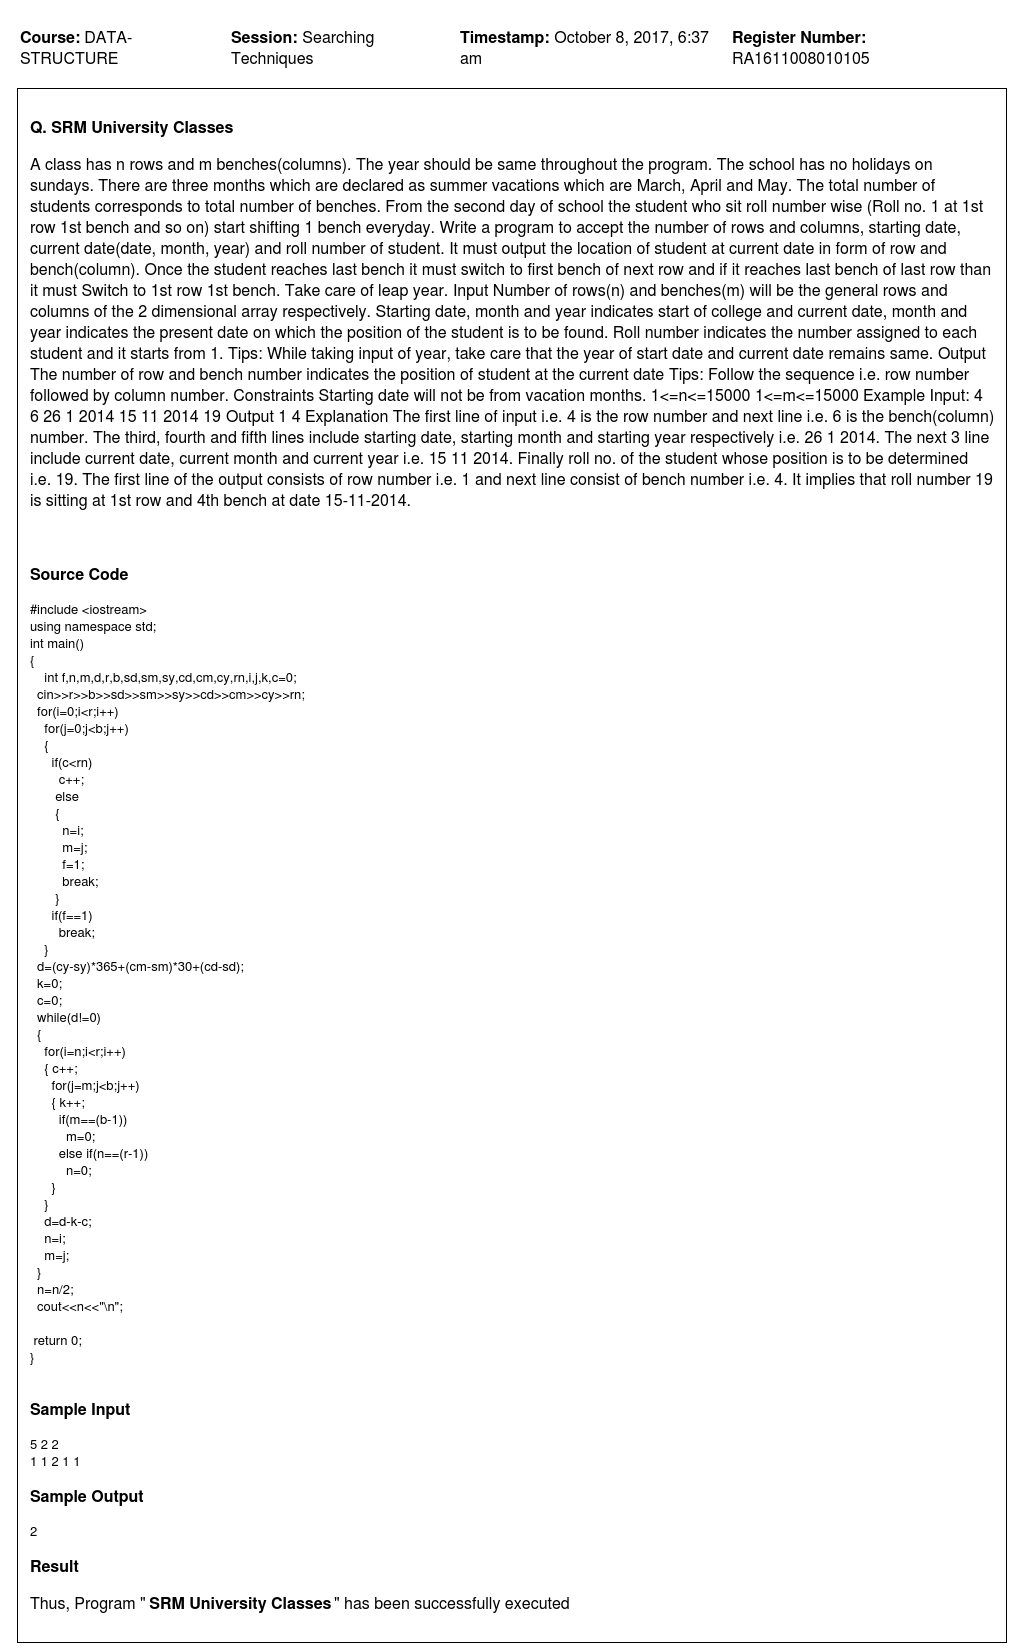 Course: DATA-STRUCTURE
Session: Searching Techniques
Timestamp: October 8, 2017, 6:37 am
Register Number: RA1611008010105
Q. SRM University Classes
A class has n rows and m benches(columns). The year should be same throughout the program. The school has no holidays on
sundays. There are three months which are declared as summer vacations which are March, April and May. The total number of
students corresponds to total number of benches. From the second day of school the student who sit roll number wise (Roll no. 1 at 1st
row 1st bench and so on) start shifting 1 bench everyday. Write a program to accept the number of rows and columns, starting date,
current date(date, month, year) and roll number of student. It must output the location of student at current date in form of row and
bench(column). Once the student reaches last bench it must switch to first bench of next row and if it reaches last bench of last row than
it must Switch to 1st row 1st bench. Take care of leap year. Input Number of rows(n) and benches(m) will be the general rows and
columns of the 2 dimensional array respectively. Starting date, month and year indicates start of college and current date, month and
year indicates the present date on which the position of the student is to be found. Roll number indicates the number assigned to each
student and it starts from 1. Tips: While taking input of year, take care that the year of start date and current date remains same. Output
The number of row and bench number indicates the position of student at the current date Tips: Follow the sequence i.e. row number
followed by column number. Constraints Starting date will not be from vacation months. 1<=n<=15000 1<=m<=15000 Example Input: 4
6 26 1 2014 15 11 2014 19 Output 1 4 Explanation The first line of input i.e. 4 is the row number and next line i.e. 6 is the bench(column)
number. The third, fourth and fifth lines include starting date, starting month and starting year respectively i.e. 26 1 2014. The next 3 line
include current date, current month and current year i.e. 15 11 2014. Finally roll no. of the student whose position is to be determined
i.e. 19. The first line of the output consists of row number i.e. 1 and next line consist of bench number i.e. 4. It implies that roll number 19
is sitting at 1st row and 4th bench at date 15-11-2014.
Source Code
#include <iostream>
using namespace std;
int main()
{
int f,n,m,d,r,b,sd,sm,sy,cd,cm,cy,rn,i,j,k,c=0;
cin>>r>>b>>sd>>sm>>sy>>cd>>cm>>cy>>rn;
for(i=0;i<r;i++)
for(j=0;j<b;j++)
{
if(c<rn)
c++;
else
{
n=i;
m=j;
f=1;
break;
}
if(f==1)
break;
}
d=(cy-sy)*365+(cm-sm)*30+(cd-sd);
k=0;
c=0;
while(d!=0)
{
for(i=n;i<r;i++)
{ c++;
for(j=m;j<b;j++)
{ k++;
if(m==(b-1))
m=0;
else if(n==(r-1))
n=0;
}
}
d=d-k-c;
n=i;
m=j;
}
n=n/2;
cout<<n<<"\n";
return 0;
}
Sample Input
5 2 2
1 1 2 1 1
Sample Output
2
Result
Thus, Program " SRM University Classes " has been successfully executed